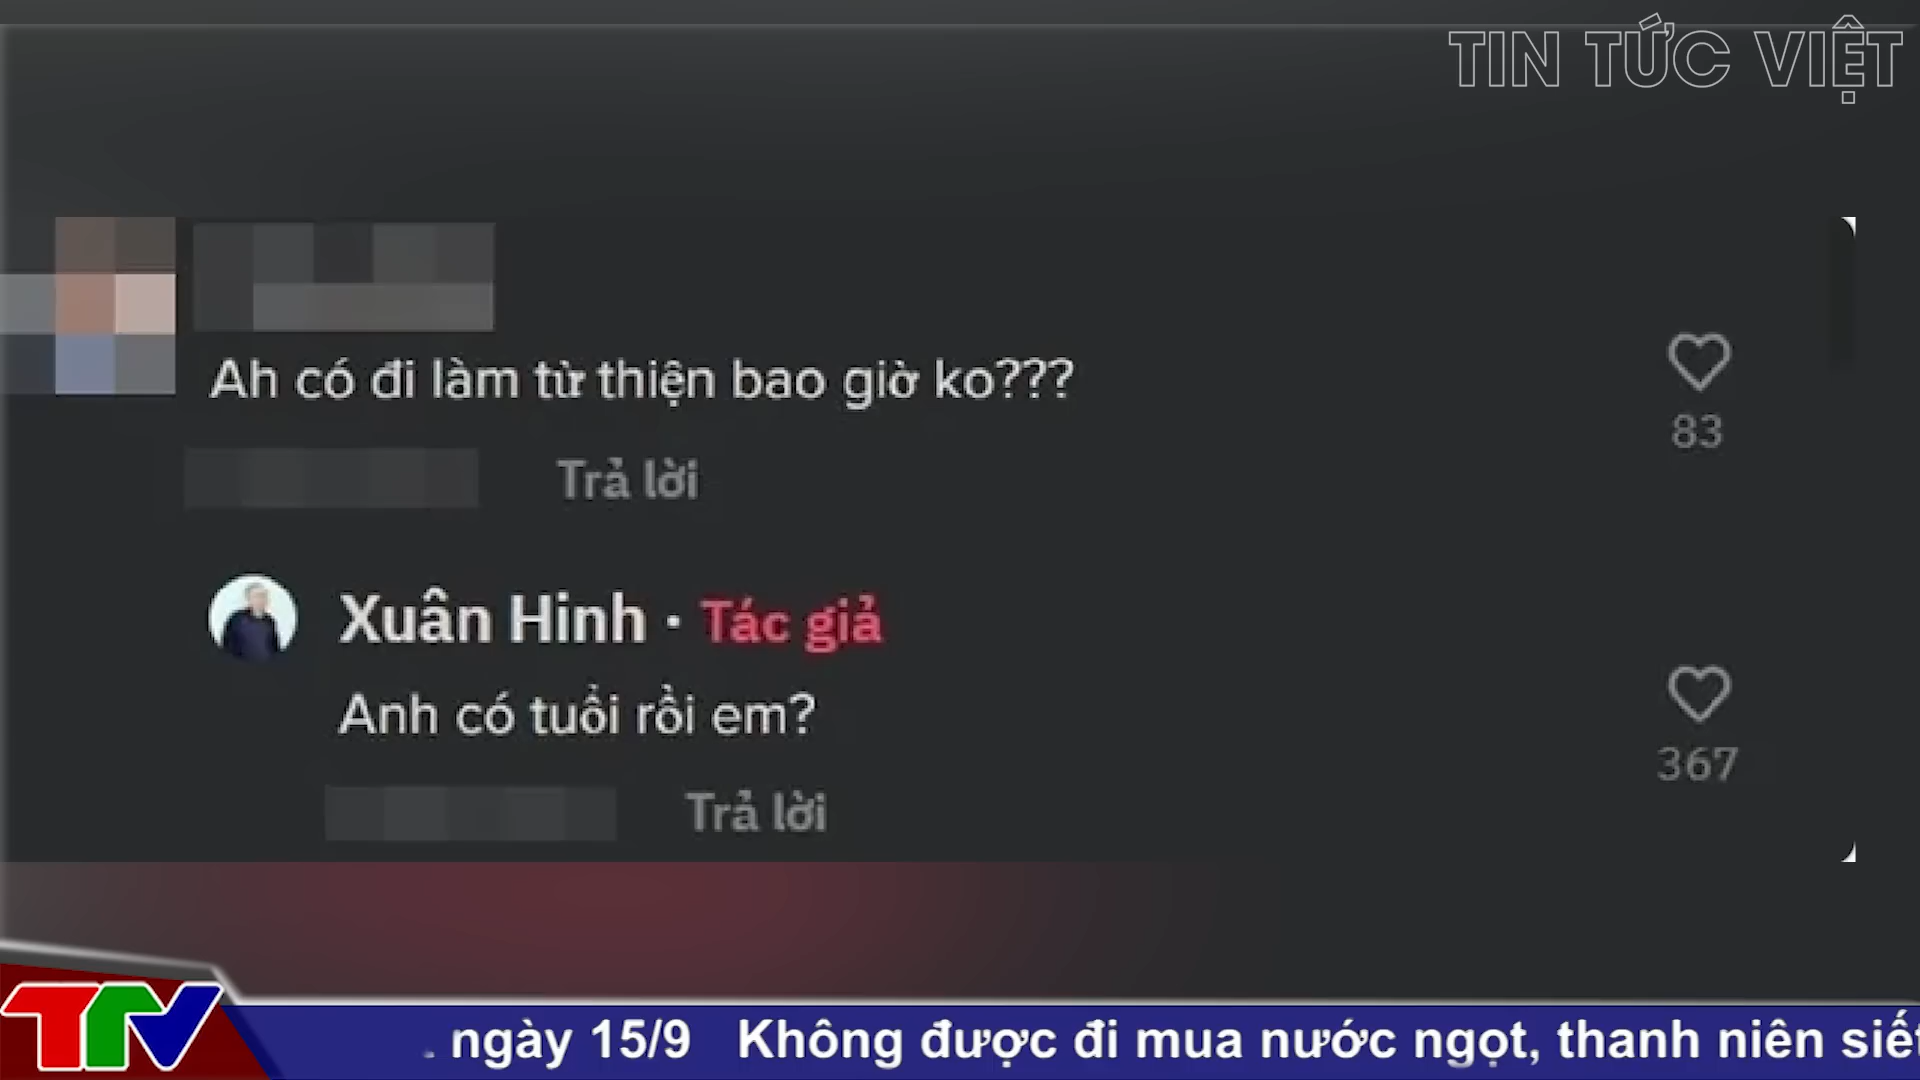 TIN TỨC VIỆT
Ah có đi làm từ thiện bao giờ ko???
83
Trả lời
Xuân Hinh · Tác giả
Anh có tuổi rồi em?
367
Trả lời
TTV
. ngày 15/9 Không được đi mua nước ngọt, thanh niên siết